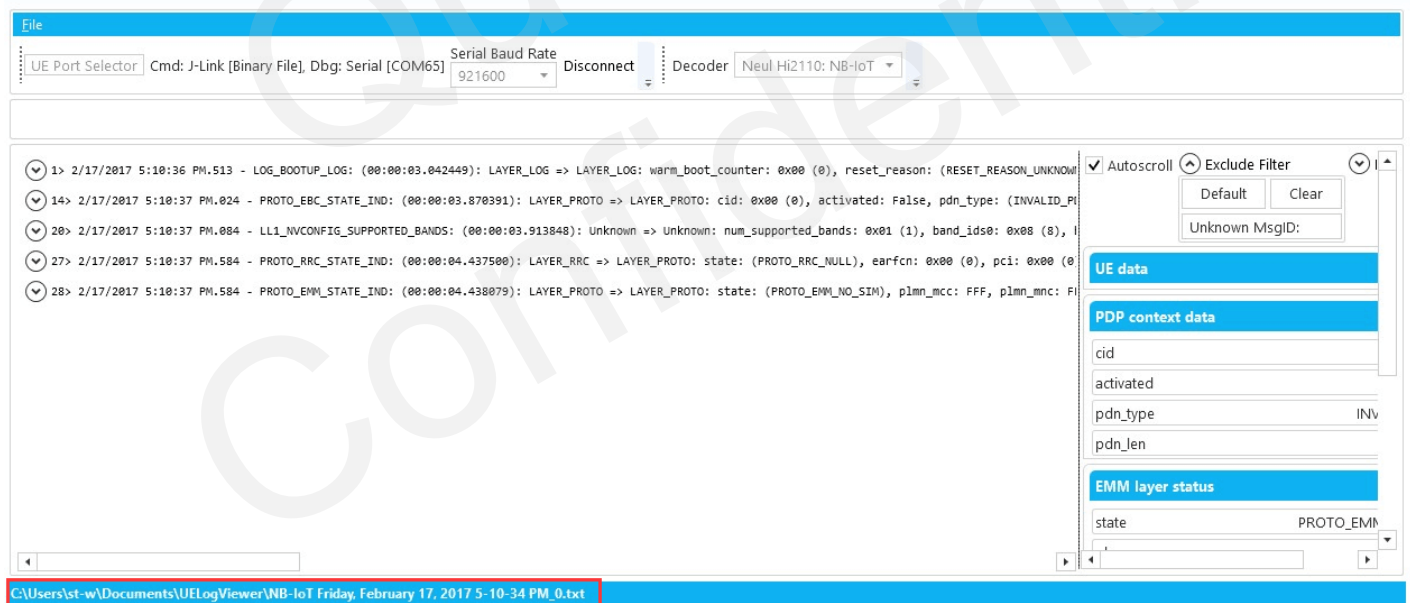 File
UE Port Selector Cmd: J-Link [Binary File], Dbg: Serial [COM65] Serial Baud Rate 921600 Disconnect Decoder Neul Hi2110: NB-IoT
1> 2/17/2017 5:10:36 PM.513 - LOG_BOOTUP_LOG: (00:00:03.042449): LAYER_LOG => LAYER_LOG: warm_boot_counter: 0x00 (0), reset_reason: (RESET_REASON_UNKNOWN
14> 2/17/2017 5:10:37 PM.024 - PROTO_EBC_STATE_IND: (00:00:03.870391): LAYER_PROTO => LAYER_PROTO: cid: 0x00 (0), activated: False, pdn_type: (INVALID_P
20> 2/17/2017 5:10:37 PM.084 - LL1_NVCONFIG_SUPPORTED_BANDS: (00:00:03.913848): Unknown => Unknown: num_supported_bands: 0x01 (1), band_ids0: 0x08 (8),
27> 2/17/2017 5:10:37 PM.584 - PROTO_RRC_STATE_IND: (00:00:04.437500): LAYER_RRC => LAYER_PROTO: state: (PROTO_RRC_NULL), earfcn: 0x00 (0), pci: 0x00 (0
28> 2/17/2017 5:10:37 PM.584 - PROTO_EMM_STATE_IND: (00:00:04.438079): LAYER_PROTO => LAYER_PROTO: state: (PROTO_EMM_NO_SIM), plmn_mcc: FFF, plmn_mnc:
Autoscroll Exclude Filter
Default Clear
Unknown MsgID:
UE data
PDP context data
cid
activated
pdn_type INV
pdn_len
EMM layer status
state PROTO_EMM
C:\Users\st-w\Documents\UELogViewer\NB-IoT Friday, February 17, 2017 5-10-34 PM_0.txt
Confident